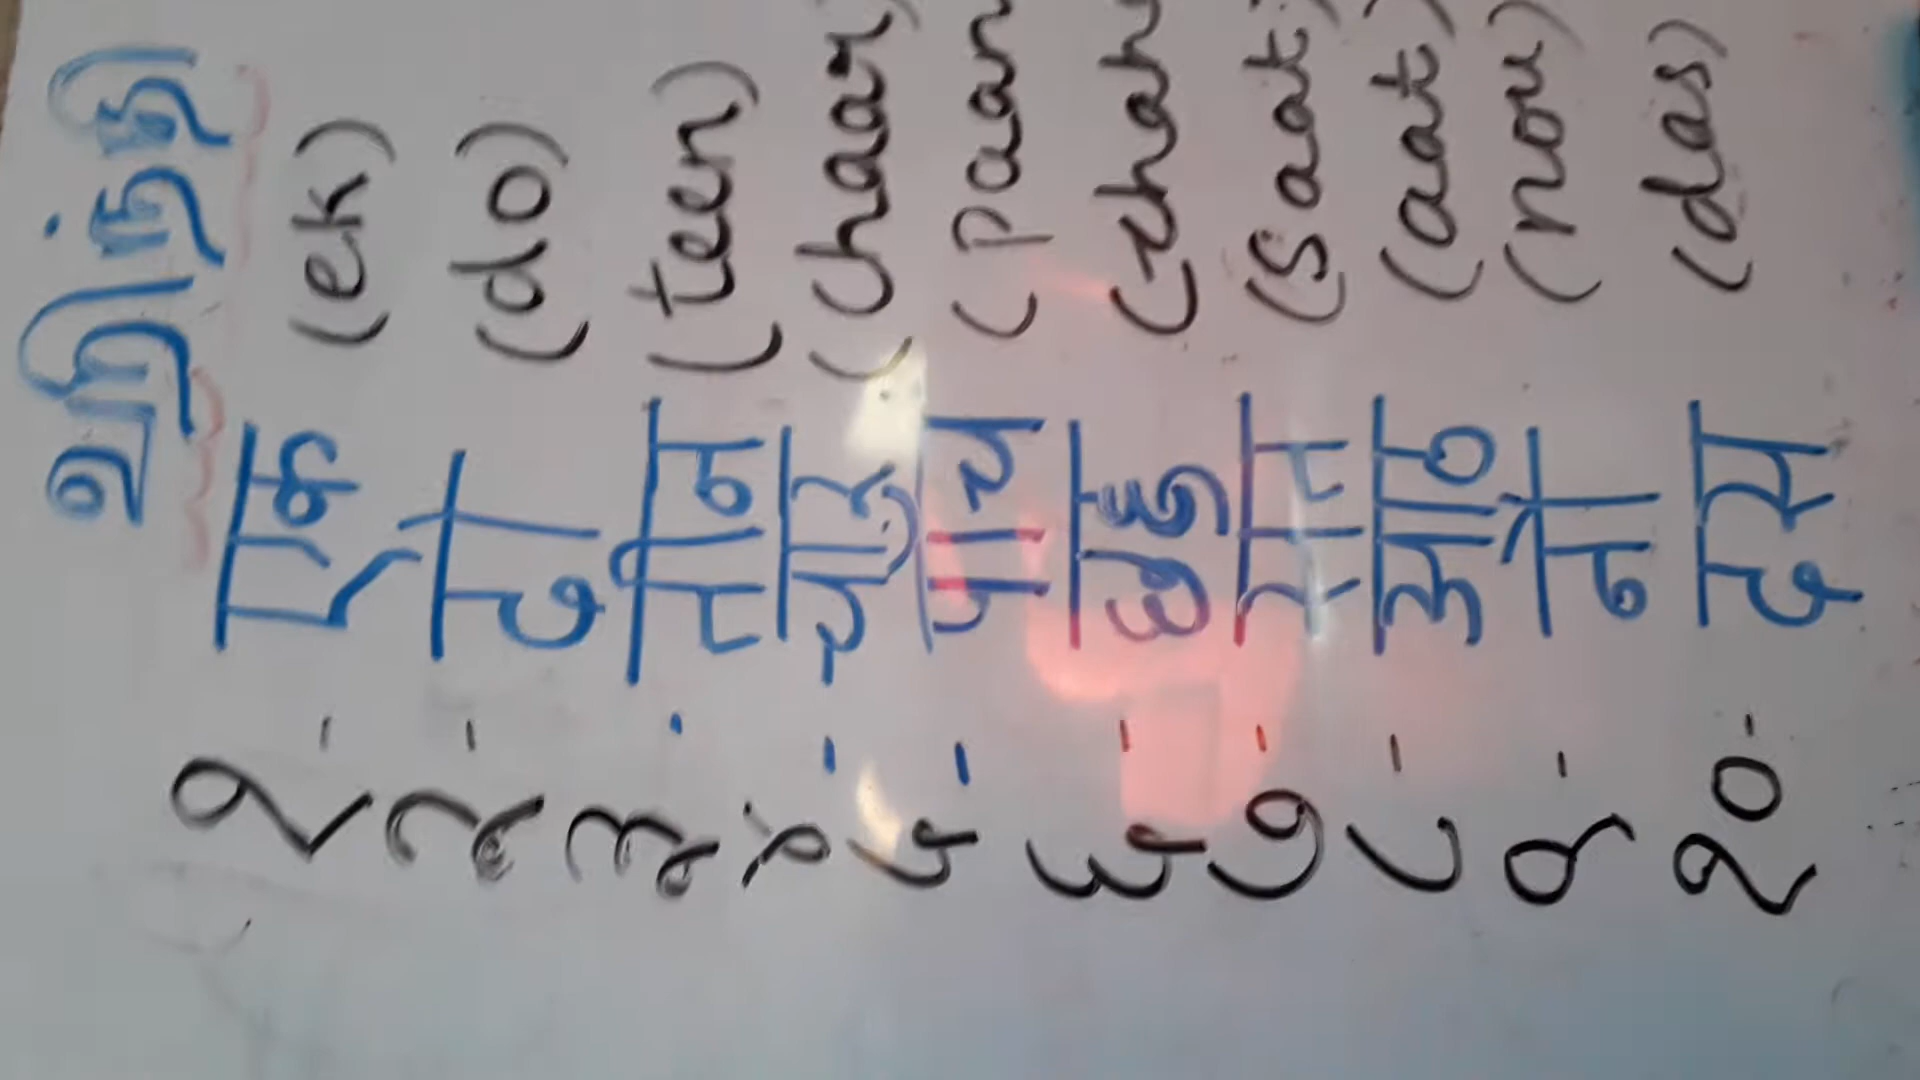 ஹிந்தி
१ - एक (ek)
२ - दो (do)
३ - तीन (teen)
४ - चार (chaar)
५ - पाच (paan
६ - छह (chah
७ - सात (saat)
८ - आठ (aat)
९ - नौ (nou)
१० - दस (das)